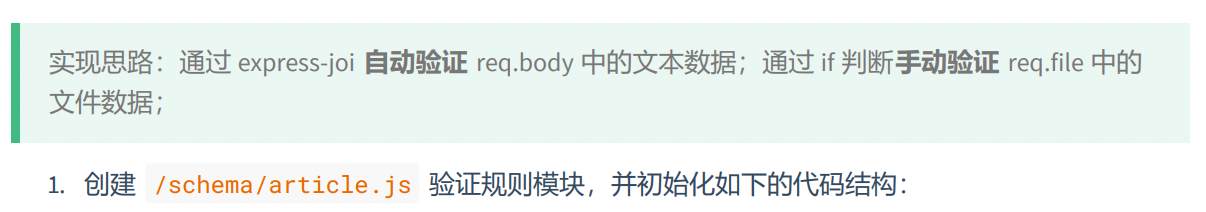 实现思路：通过 express-joi 自动验证 req.body 中的文本数据；通过 if 判断手动验证 req.file 中的
文件数据；
1. 创建 /schema/article.js 验证规则模块，并初始化如下的代码结构：